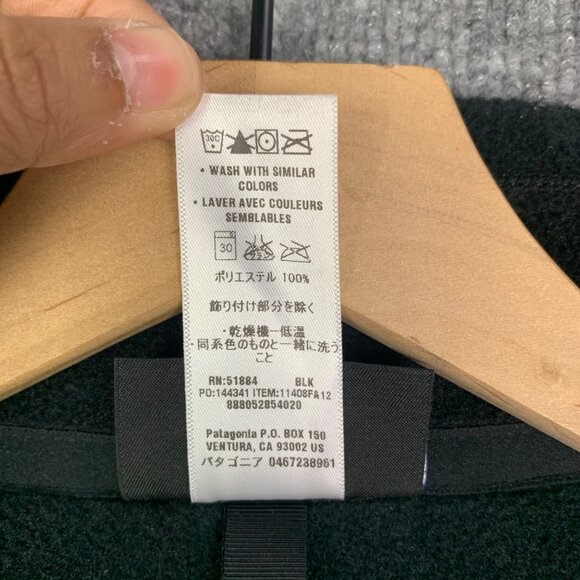 30C
• WASH WITH SIMILAR
COLORS
• LAVER AVEC COULEURS
SEMBLABLES
30
ポリエステル 100%
飾り付け部分を除く
・乾燥機ー低温
・同系色のものと一緒に洗う
こと
RN:51884 BLK
PO:144341 ITEM:11408FA12
888052854020
Patagonia P.O. BOX 150
VENTURA, CA 93002 US
パタゴニア 0467238961